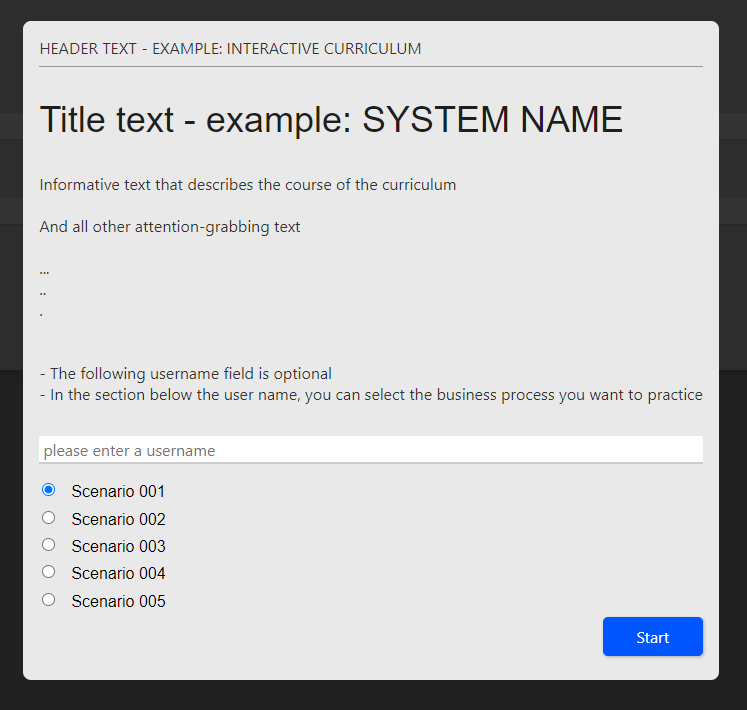 HEADER TEXT - EXAMPLE: INTERACTIVE CURRICULUM
Title text - example: SYSTEM NAME
Informative text that describes the course of the curriculum
And all other attention-grabbing text
...
..
.
- The following username field is optional
- In the section below the user name, you can select the business process you want to practice
please enter a username
Scenario 001
Scenario 002
Scenario 003
Scenario 004
Scenario 005
Start